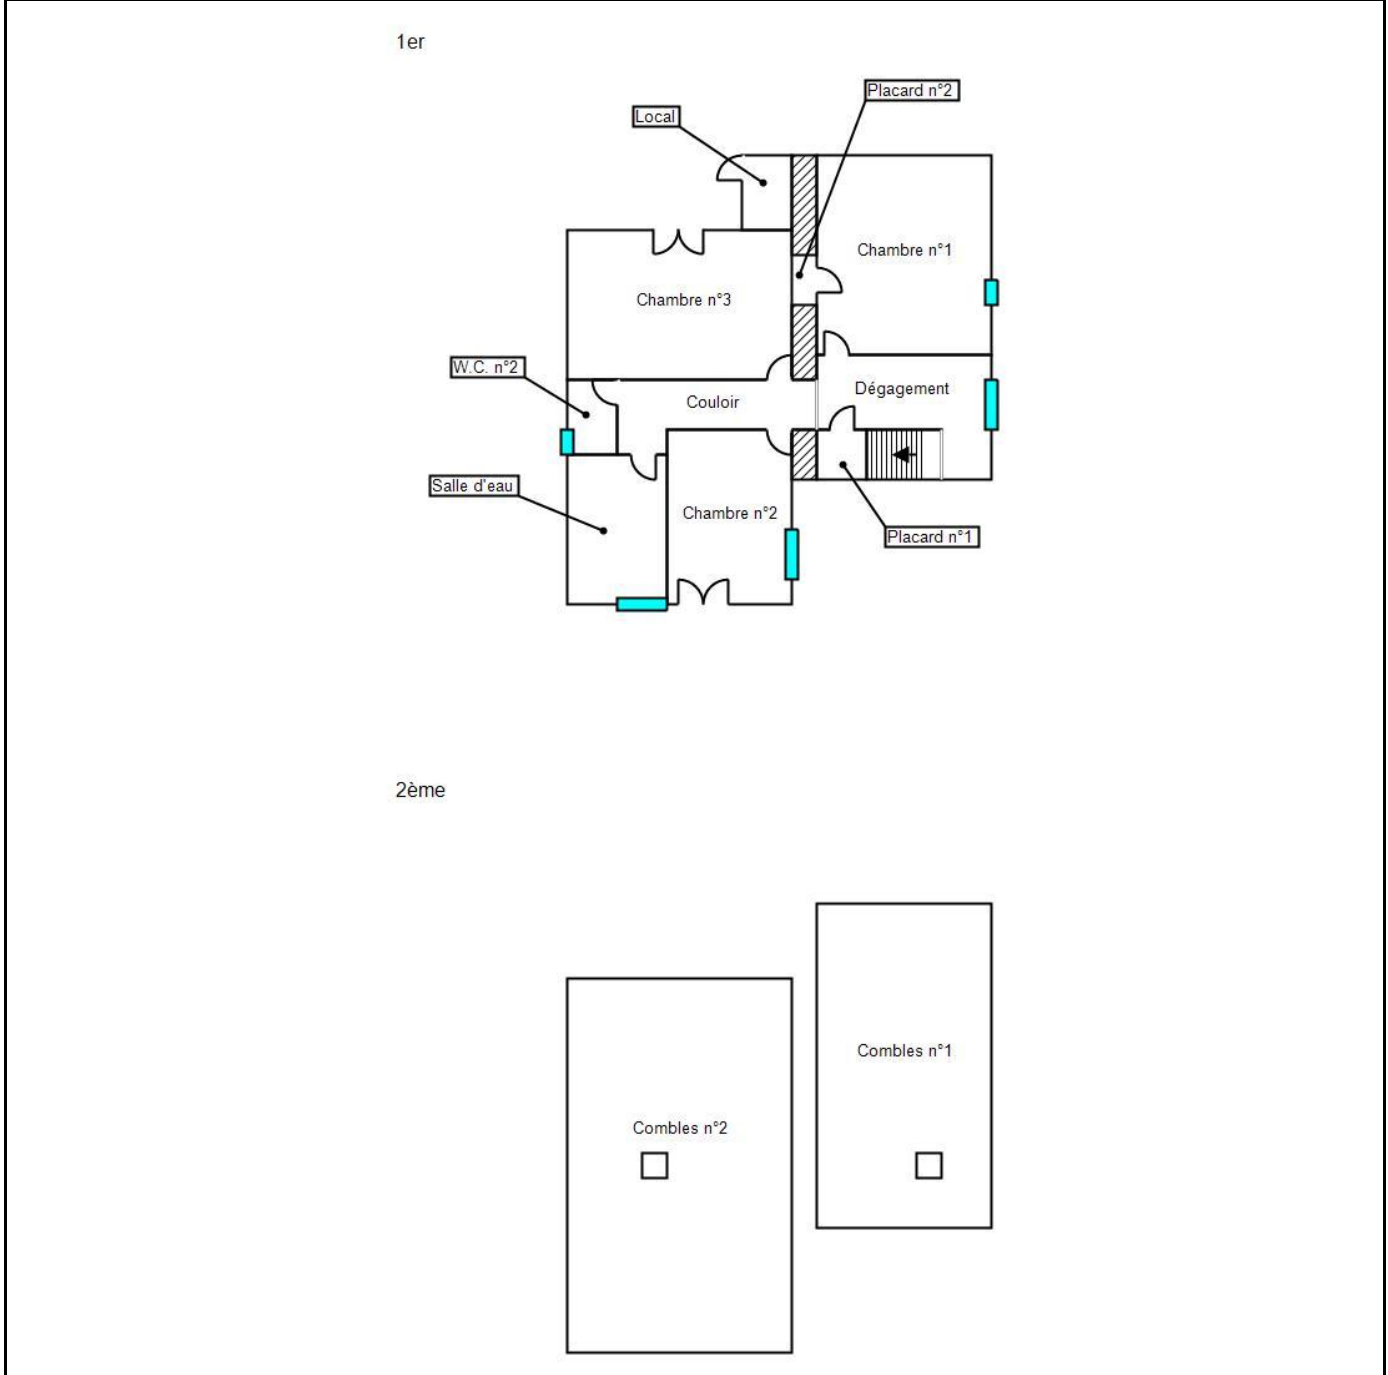 1er
Placard n°2
Local
Chambre n°1
Chambre n°3
W.C. n°2
Dégagement
Couloir
Salle d'eau
Chambre n°2
Placard n°1
2ème
Combles n°1
Combles n°2